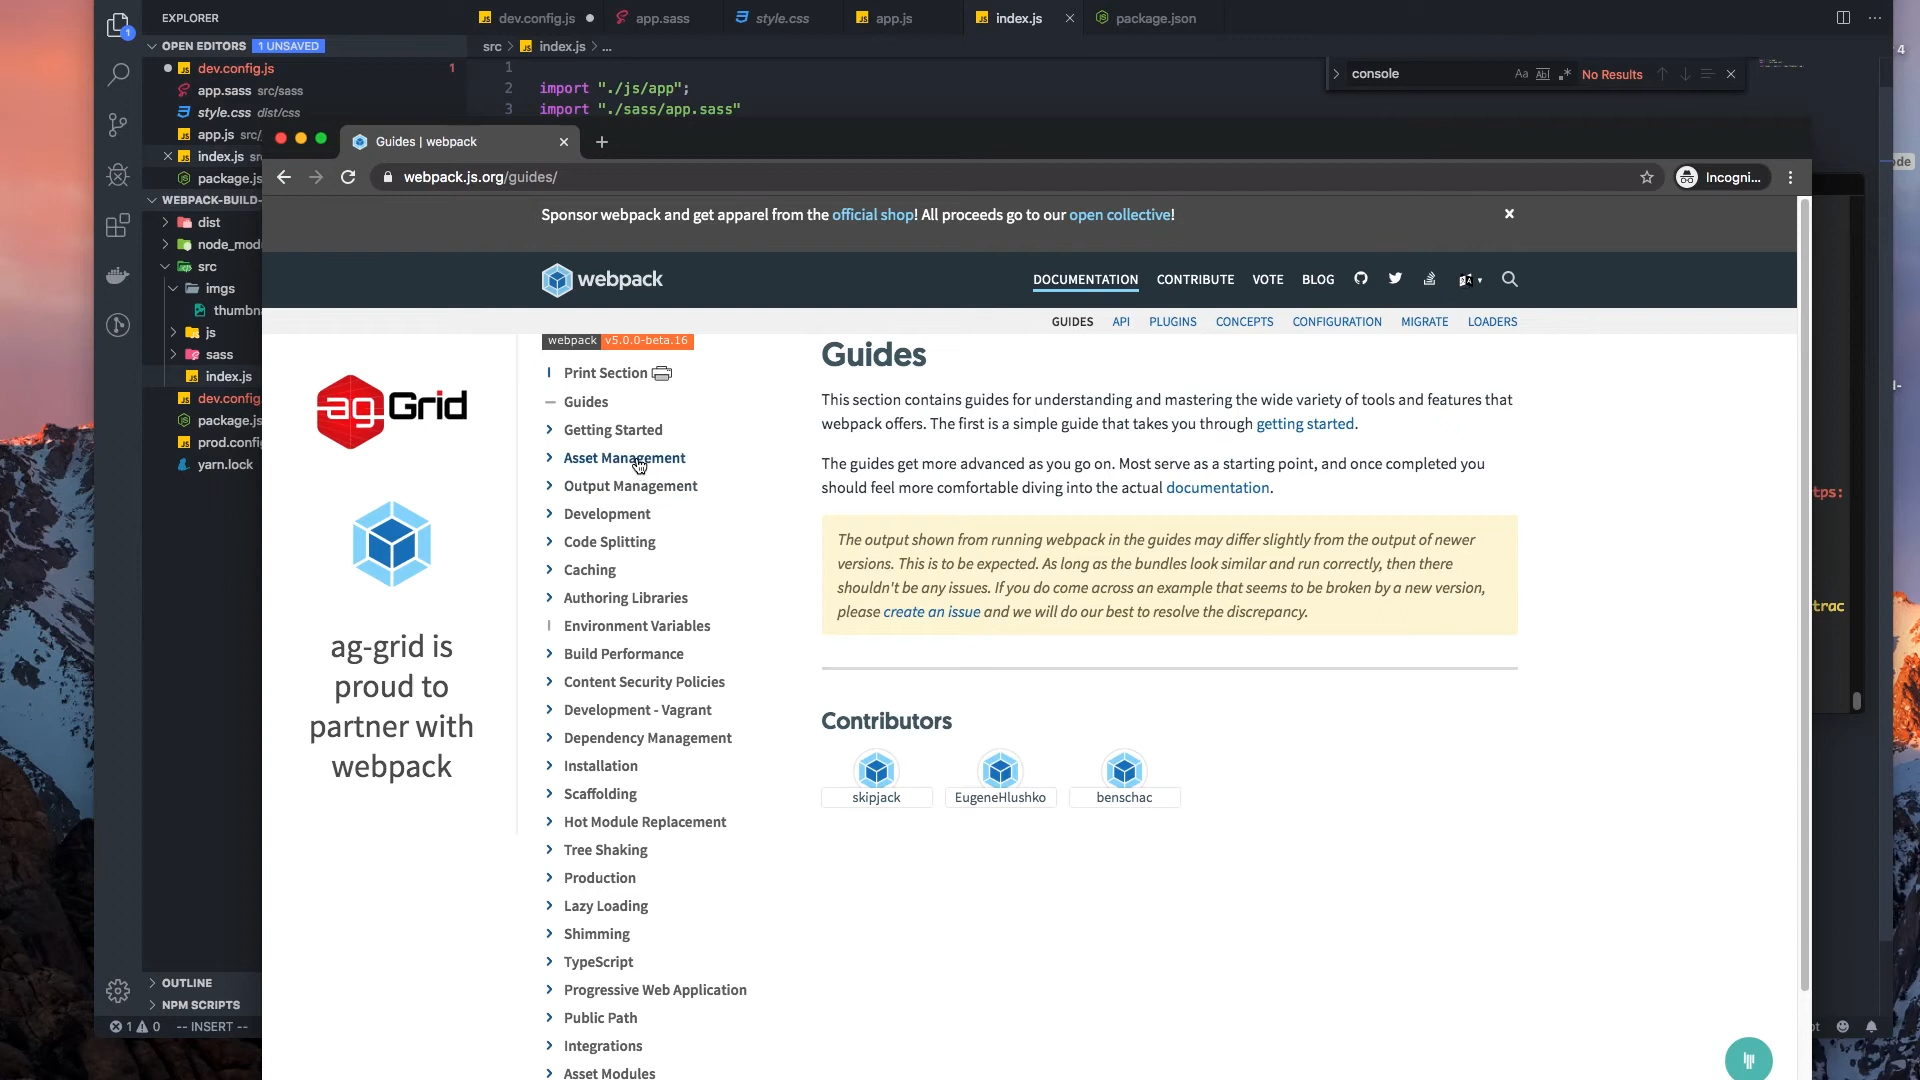 EXPLORER
dev.config.js
app.sass
style.css
app.js
index.js
package.json
OPEN EDITORS
1 UNSAVED
src
index.js
...
dev.config.js
1
app.sass src/sass
style.css dist/css
app.js src/
index.js
package.js
WEBPACK-BUILD-
dist
src
imgs
js
sass
index.js
dev.config
package.js
yarn.lock
1
2 import "./js/app";
3 import "./sass/app.sass"
console
Aa
Abl
No Results
4
1
Guides | webpack
webpack.js.org/guides/
Incogni...
Sponsor webpack and get apparel from the official shop! All proceeds go to our open collective!
webpack
DOCUMENTATION
CONTRIBUTE
VOTE
BLOG
GUIDES
API
PLUGINS
CONCEPTS
CONFIGURATION
MIGRATE
LOADERS
webpack v5.0.0-beta.16
Print Section
Guides
Getting Started
Asset Management
Output Management
Development
Code Splitting
Caching
Authoring Libraries
Environment Variables
Build Performance
Content Security Policies
Development - Vagrant
Dependency Management
Installation
Scaffolding
Hot Module Replacement
Tree Shaking
Production
Lazy Loading
Shimming
TypeScript
Progressive Web Application
Public Path
Integrations
Asset Modules
ag Grid
ag-grid is
proud to
partner with
webpack
Guides
This section contains guides for understanding and mastering the wide variety of tools and features that
webpack offers. The first is a simple guide that takes you through getting started.
The guides get more advanced as you go on. Most serve as a starting point, and once completed you
should feel more comfortable diving into the actual documentation.
The output shown from running webpack in the guides may differ slightly from the output of newer
versions. This is to be expected. As long as the bundles look similar and run correctly, then there
shouldn't be any issues. If you do come across an example that seems to be broken by a new version,
please create an issue and we will do our best to resolve the discrepancy.
Contributors
skipjack
EugeneHlushko
benschac
tps:
trac
OUTLINE
NPM SCRIPTS
1
0
-- INSERT --